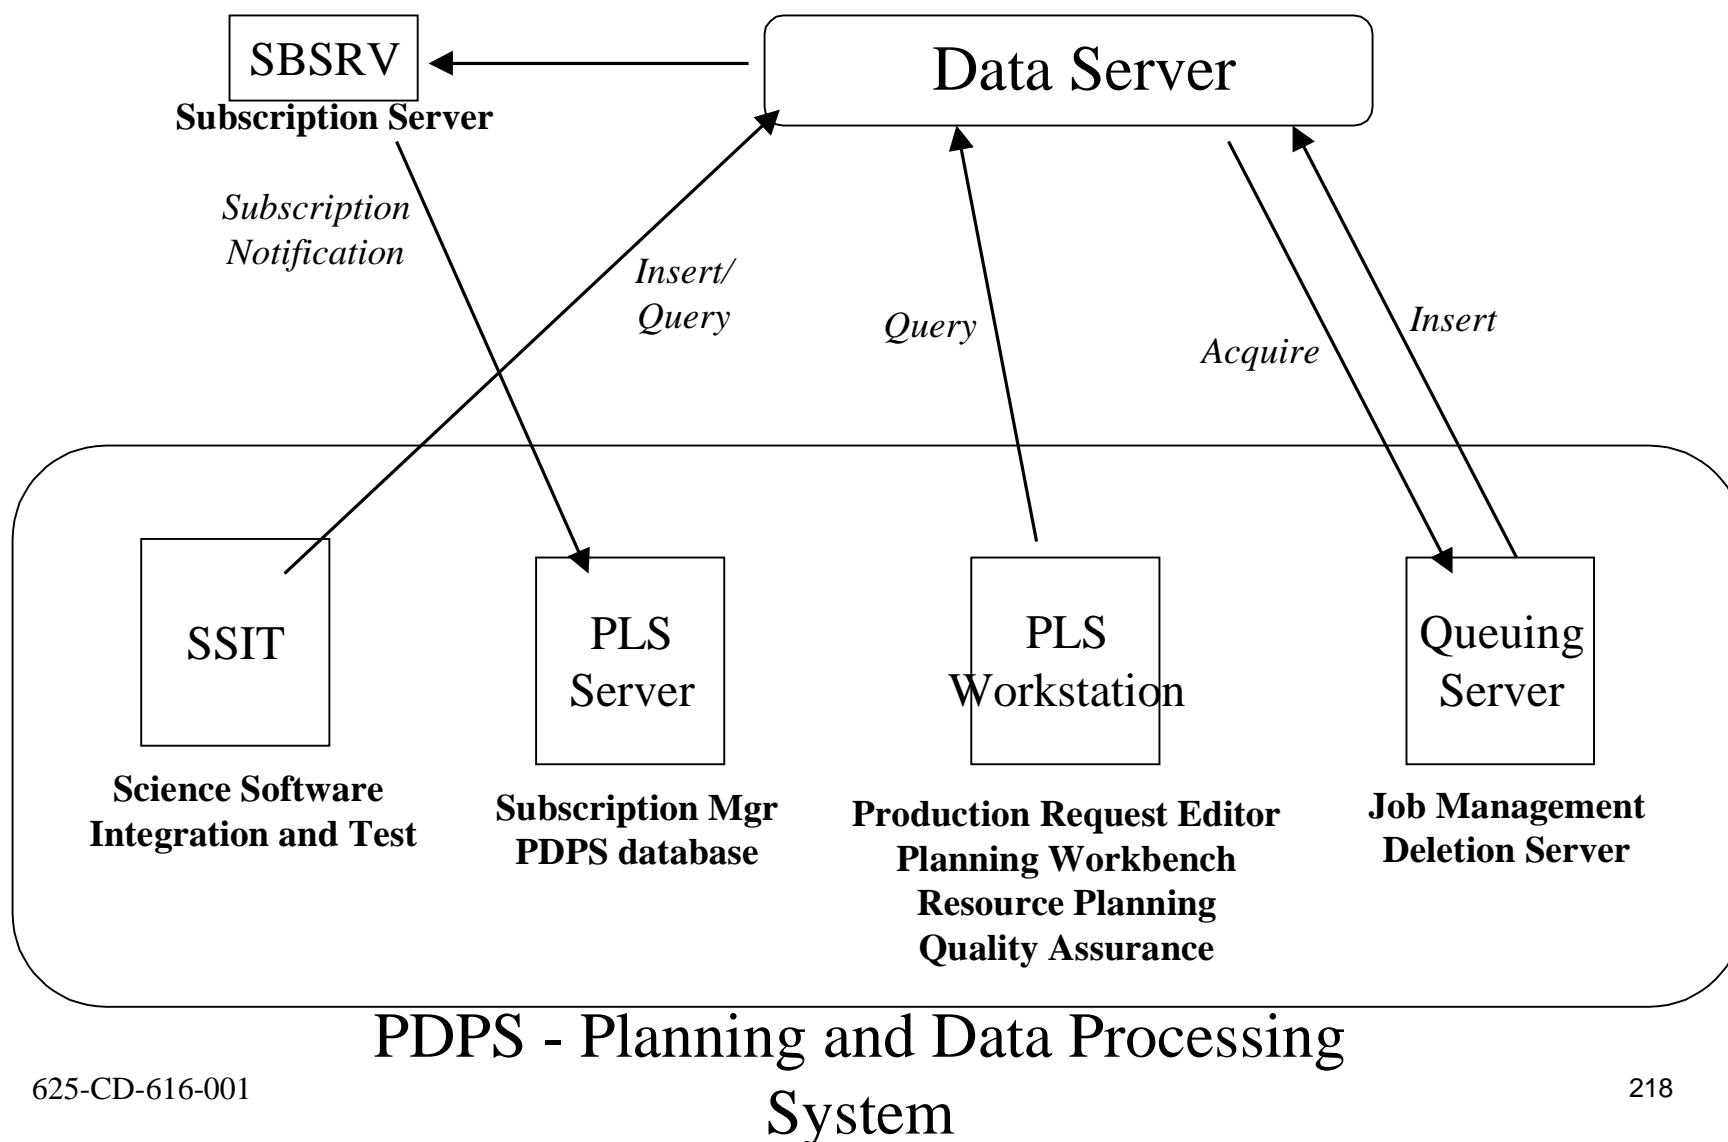 SBSRV
Subscription Server
Data Server
Subscription
Notification
Insert/
Query
Query
Acquire
Insert
SSIT
Science Software
Integration and Test
PLS
Server
Subscription Mgr
PDPS database
PLS
Workstation
Production Request Editor
Planning Workbench
Resource Planning
Quality Assurance
Queuing
Server
Job Management
Deletion Server
PDPS - Planning and Data Processing
System
625-CD-616-001
218